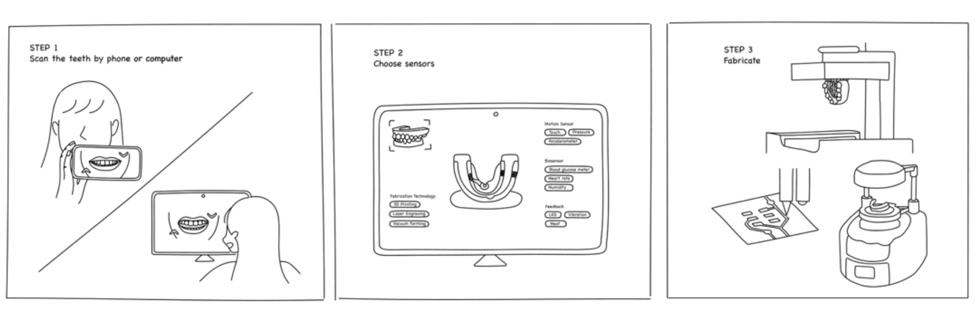 STEP 1
Scan the teeth by phone or computer
STEP 2
Choose sensors
Motion Sensor
Touch
Pressure
Accelerometer
Biosensor
Blood glucose meter
Heart rate
Humidity
Feedback
LED
Vibration
Heat
Fabrication Technology
3D Printing
Laser Engraving
Vacuum forming
STEP 3
Fabricate